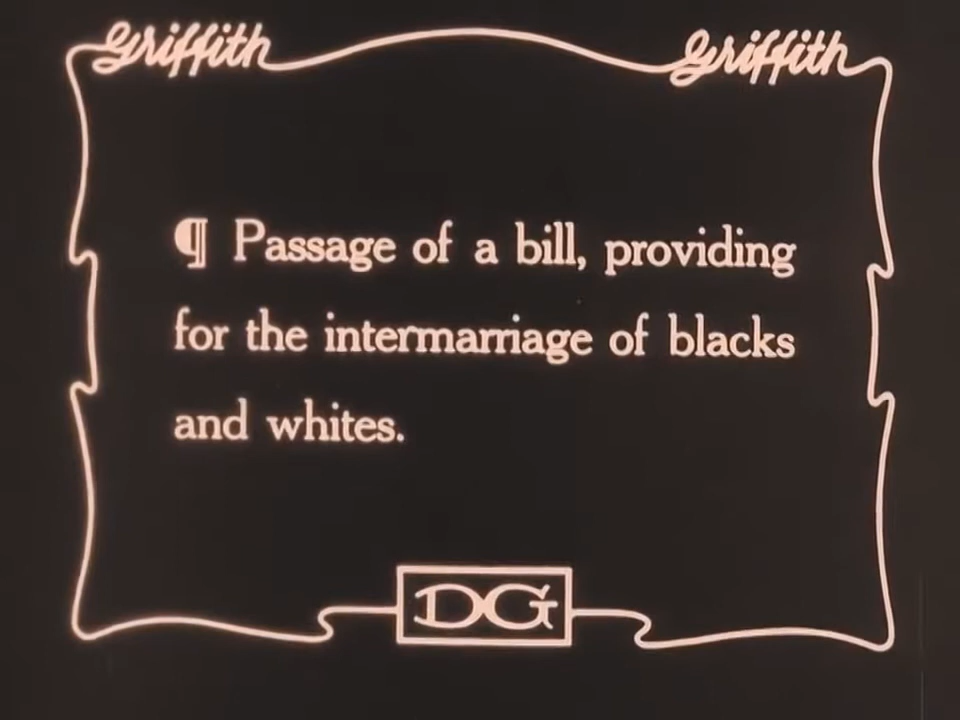 Griffith Griffith
¶ Passage of a bill, providing
for the intermarriage of blacks
and whites.
DG